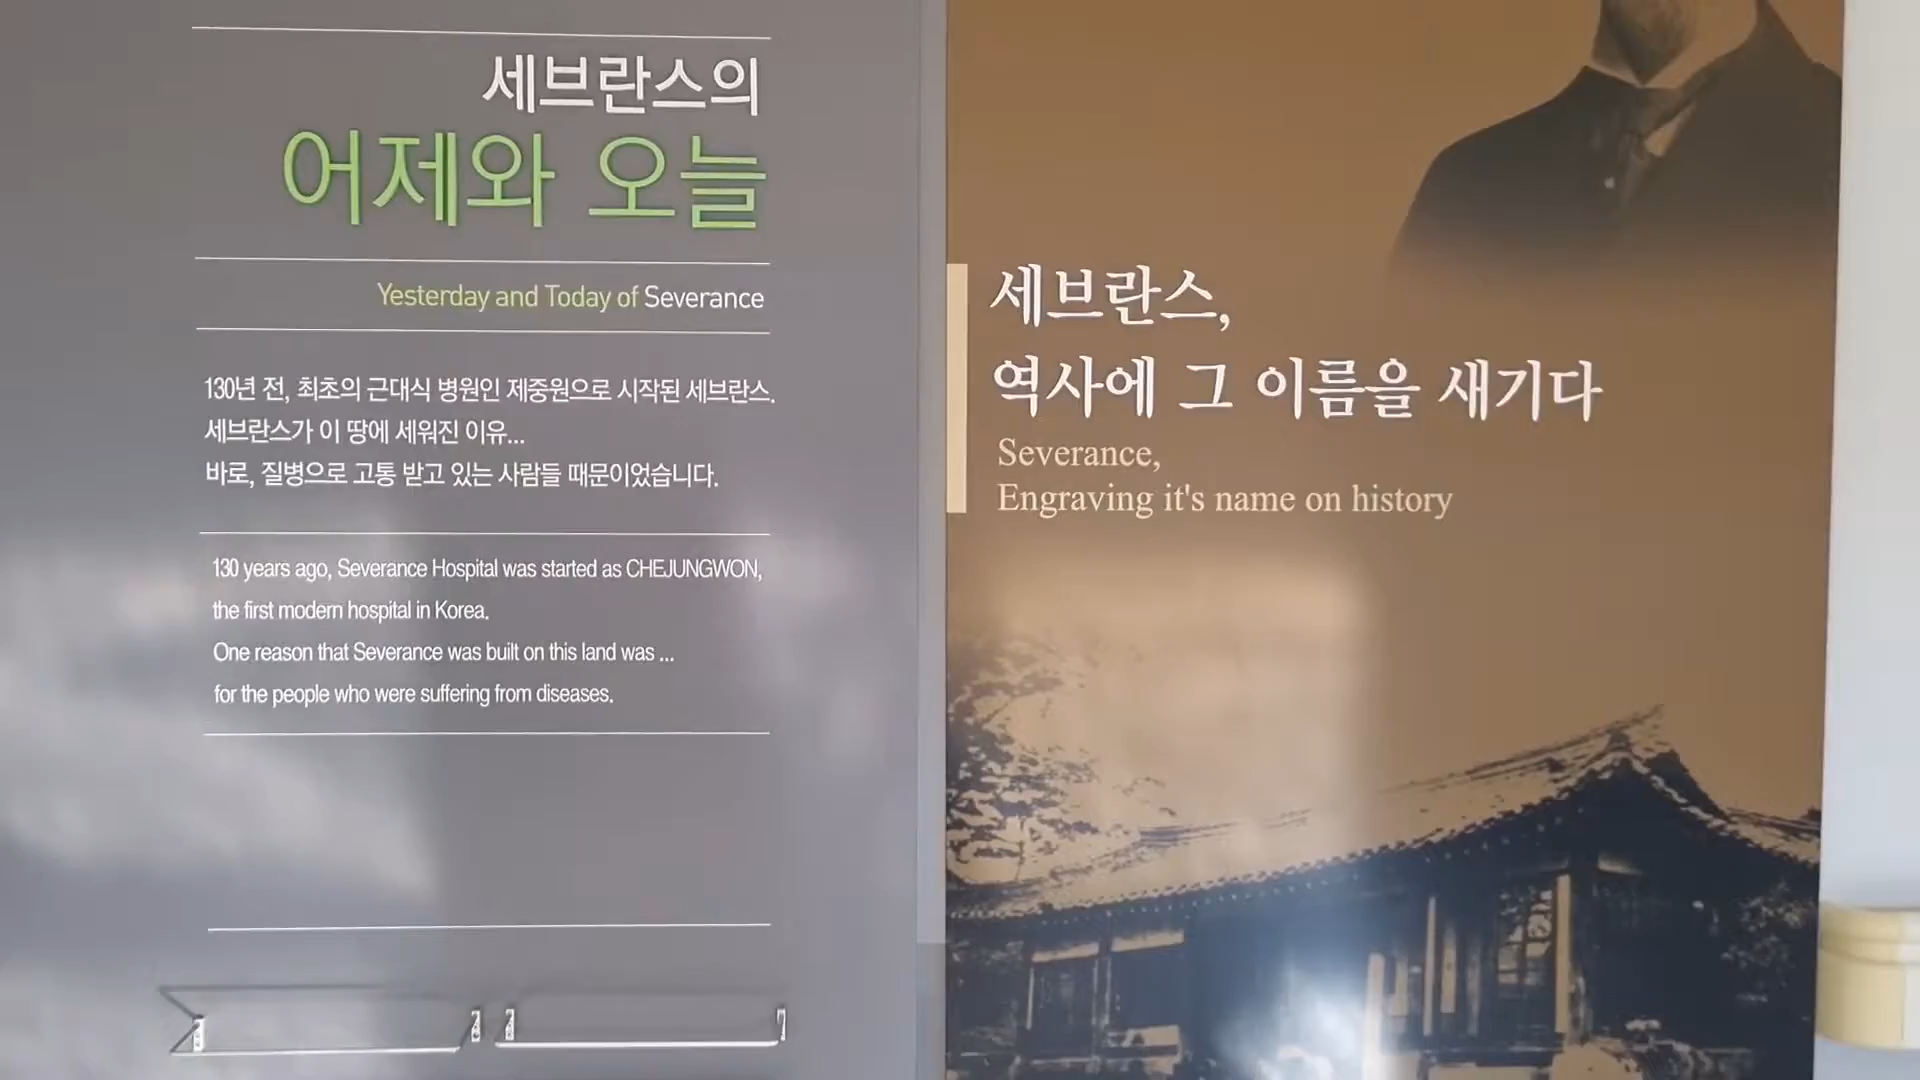 세브란스의
어제와 오늘
Yesterday and Today of Severance
130년 전, 최초의 근대식 병원인 제중원으로 시작된 세브란스.
세브란스가 이 땅에 세워진 이유...
바로, 질병으로 고통 받고 있는 사람들 때문이었습니다.
130 years ago, Severance Hospital was started as CHEJUNGWON,
the first modern hospital in Korea.
One reason that Severance was built on this land was ...
for the people who were suffering from diseases.
세브란스,
역사에 그 이름을 새기다
Severance,
Engraving it's name on history